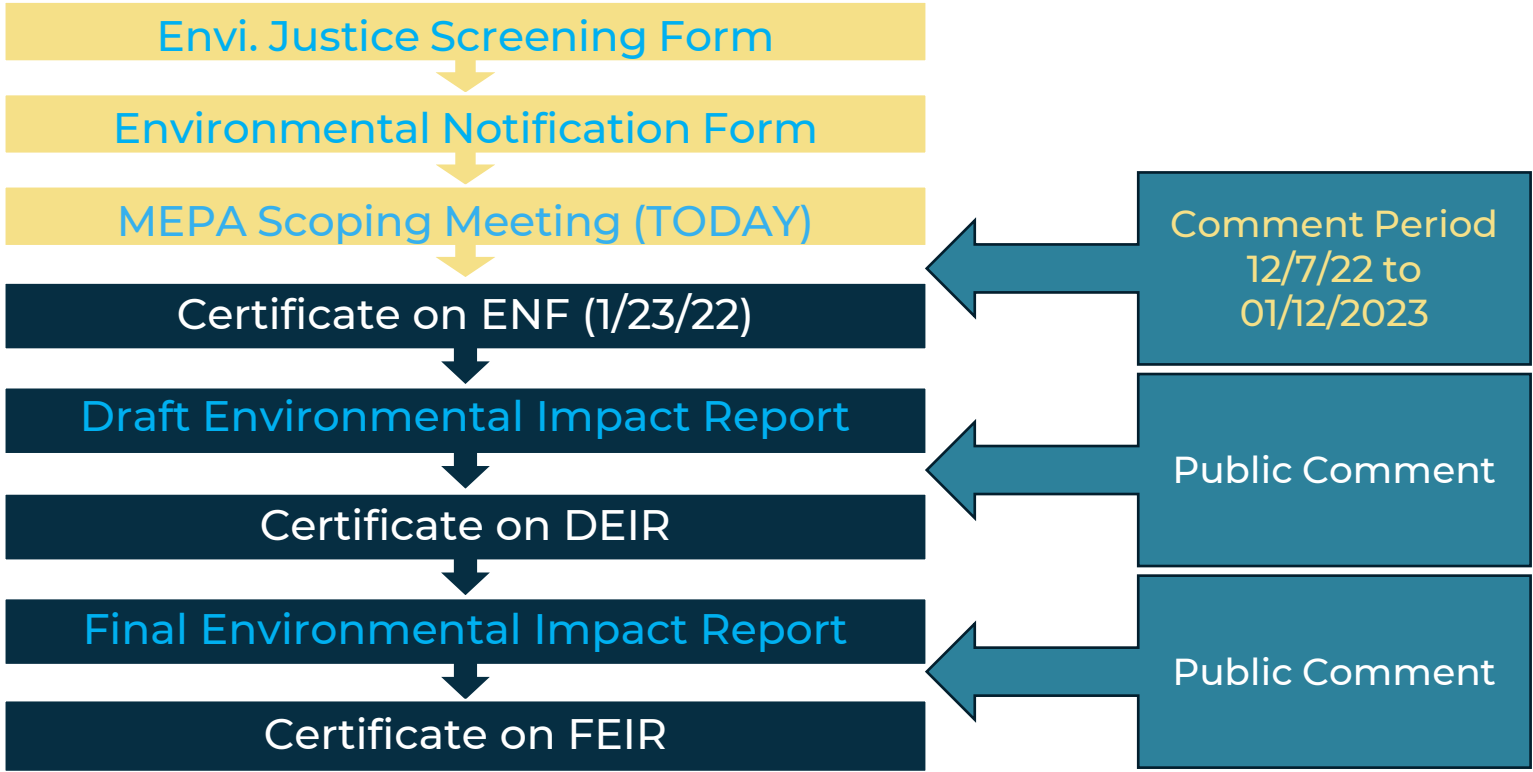 Envi. Justice Screening Form
Environmental Notification Form
MEPA Scoping Meeting (TODAY)
Certificate on ENF (1/23/22)
Draft Environmental Impact Report
Certificate on DEIR
Final Environmental Impact Report
Certificate on FEIR
Comment Period
12/7/22 to
01/12/2023
Public Comment
Public Comment